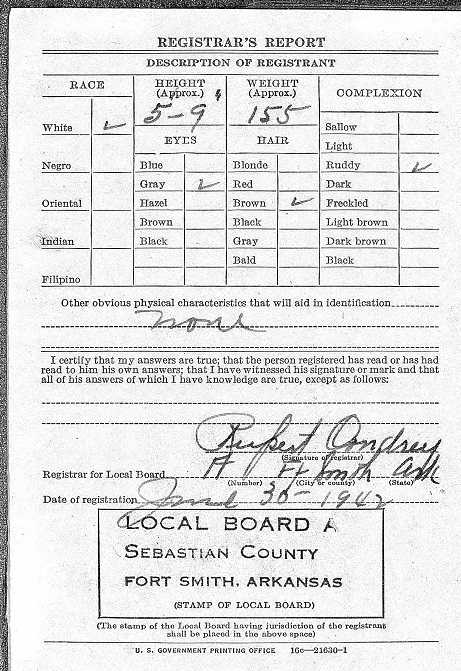 REGISTRAR'S REPORT
DESCRIPTION OF REGISTRANT
RACE
HEIGHT (Approx.)
WEIGHT (Approx.)
COMPLEXION
5-9
155
EYES
HAIR
White ✓
Negro
Oriental
Indian
Filipino
Blue
Gray ✓
Hazel
Brown
Black
Blonde
Red
Brown ✓
Black
Gray
Bald
Sallow
Light
Ruddy ✓
Dark
Freckled
Light brown
Dark brown
Black
Other obvious physical characteristics that will aid in identification
none
I certify that my answers are true; that the person registered has read or has had
read to him his own answers; that I have witnessed his signature or mark and that
all of his answers of which I have knowledge are true, except as follows:
Rupert Condrey
(Signature of registrar)
Registrar for Local Board A Ft Smith Ark
(Number) (City or county) (State)
Date of registration June 30-1942
LOCAL BOARD A
SEBASTIAN COUNTY
FORT SMITH, ARKANSAS
(STAMP OF LOCAL BOARD)
(The stamp of the Local Board having jurisdiction of the registrant
shall be placed in the above space)
U. S. GOVERNMENT PRINTING OFFICE 16c—21630-1